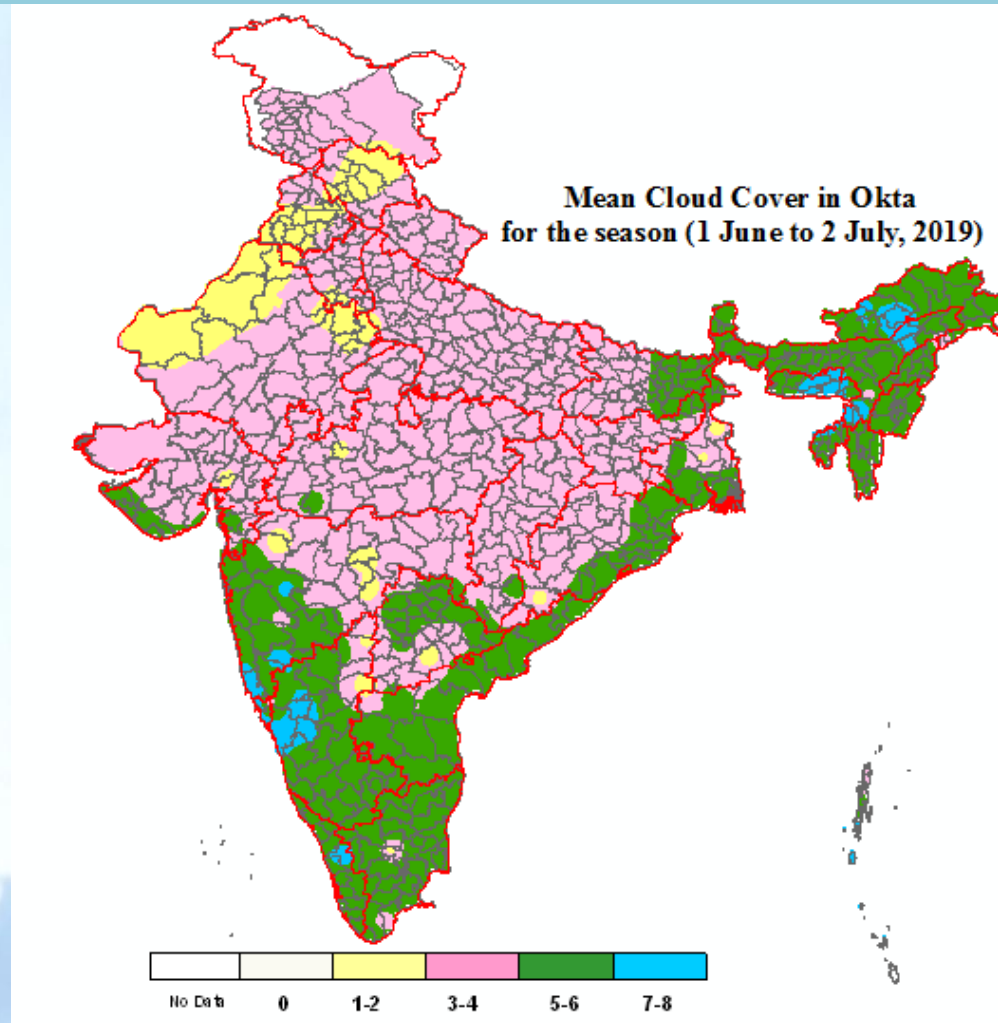 Mean Cloud Cover in Okta
for the season (1 June to 2 July, 2019)
No Data 0 1-2 3-4 5-6 7-8